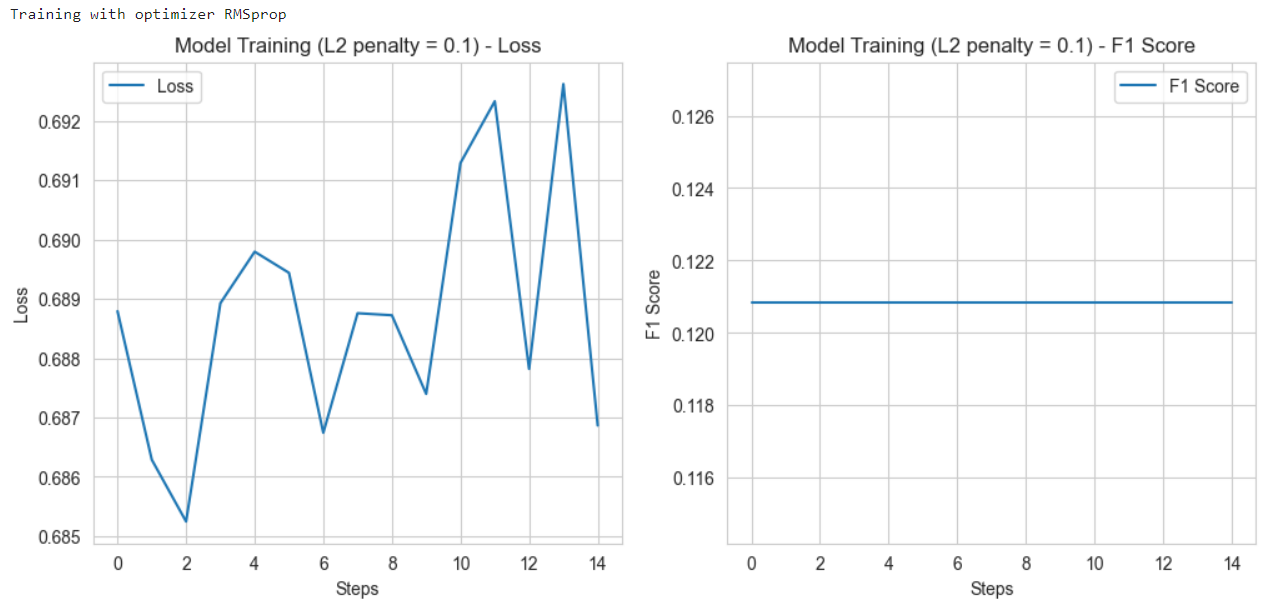 Training with optimizer RMSprop
Model Training (L2 penalty = 0.1) - Loss
Loss
0.692
0.691
0.690
0.689
0.688
0.687
0.686
0.685
Loss
0 2 4 6 8 10 12 14
Steps
Model Training (L2 penalty = 0.1) - F1 Score
F1 Score
0.126
0.124
0.122
0.120
0.118
0.116
F1 Score
0 2 4 6 8 10 12 14
Steps